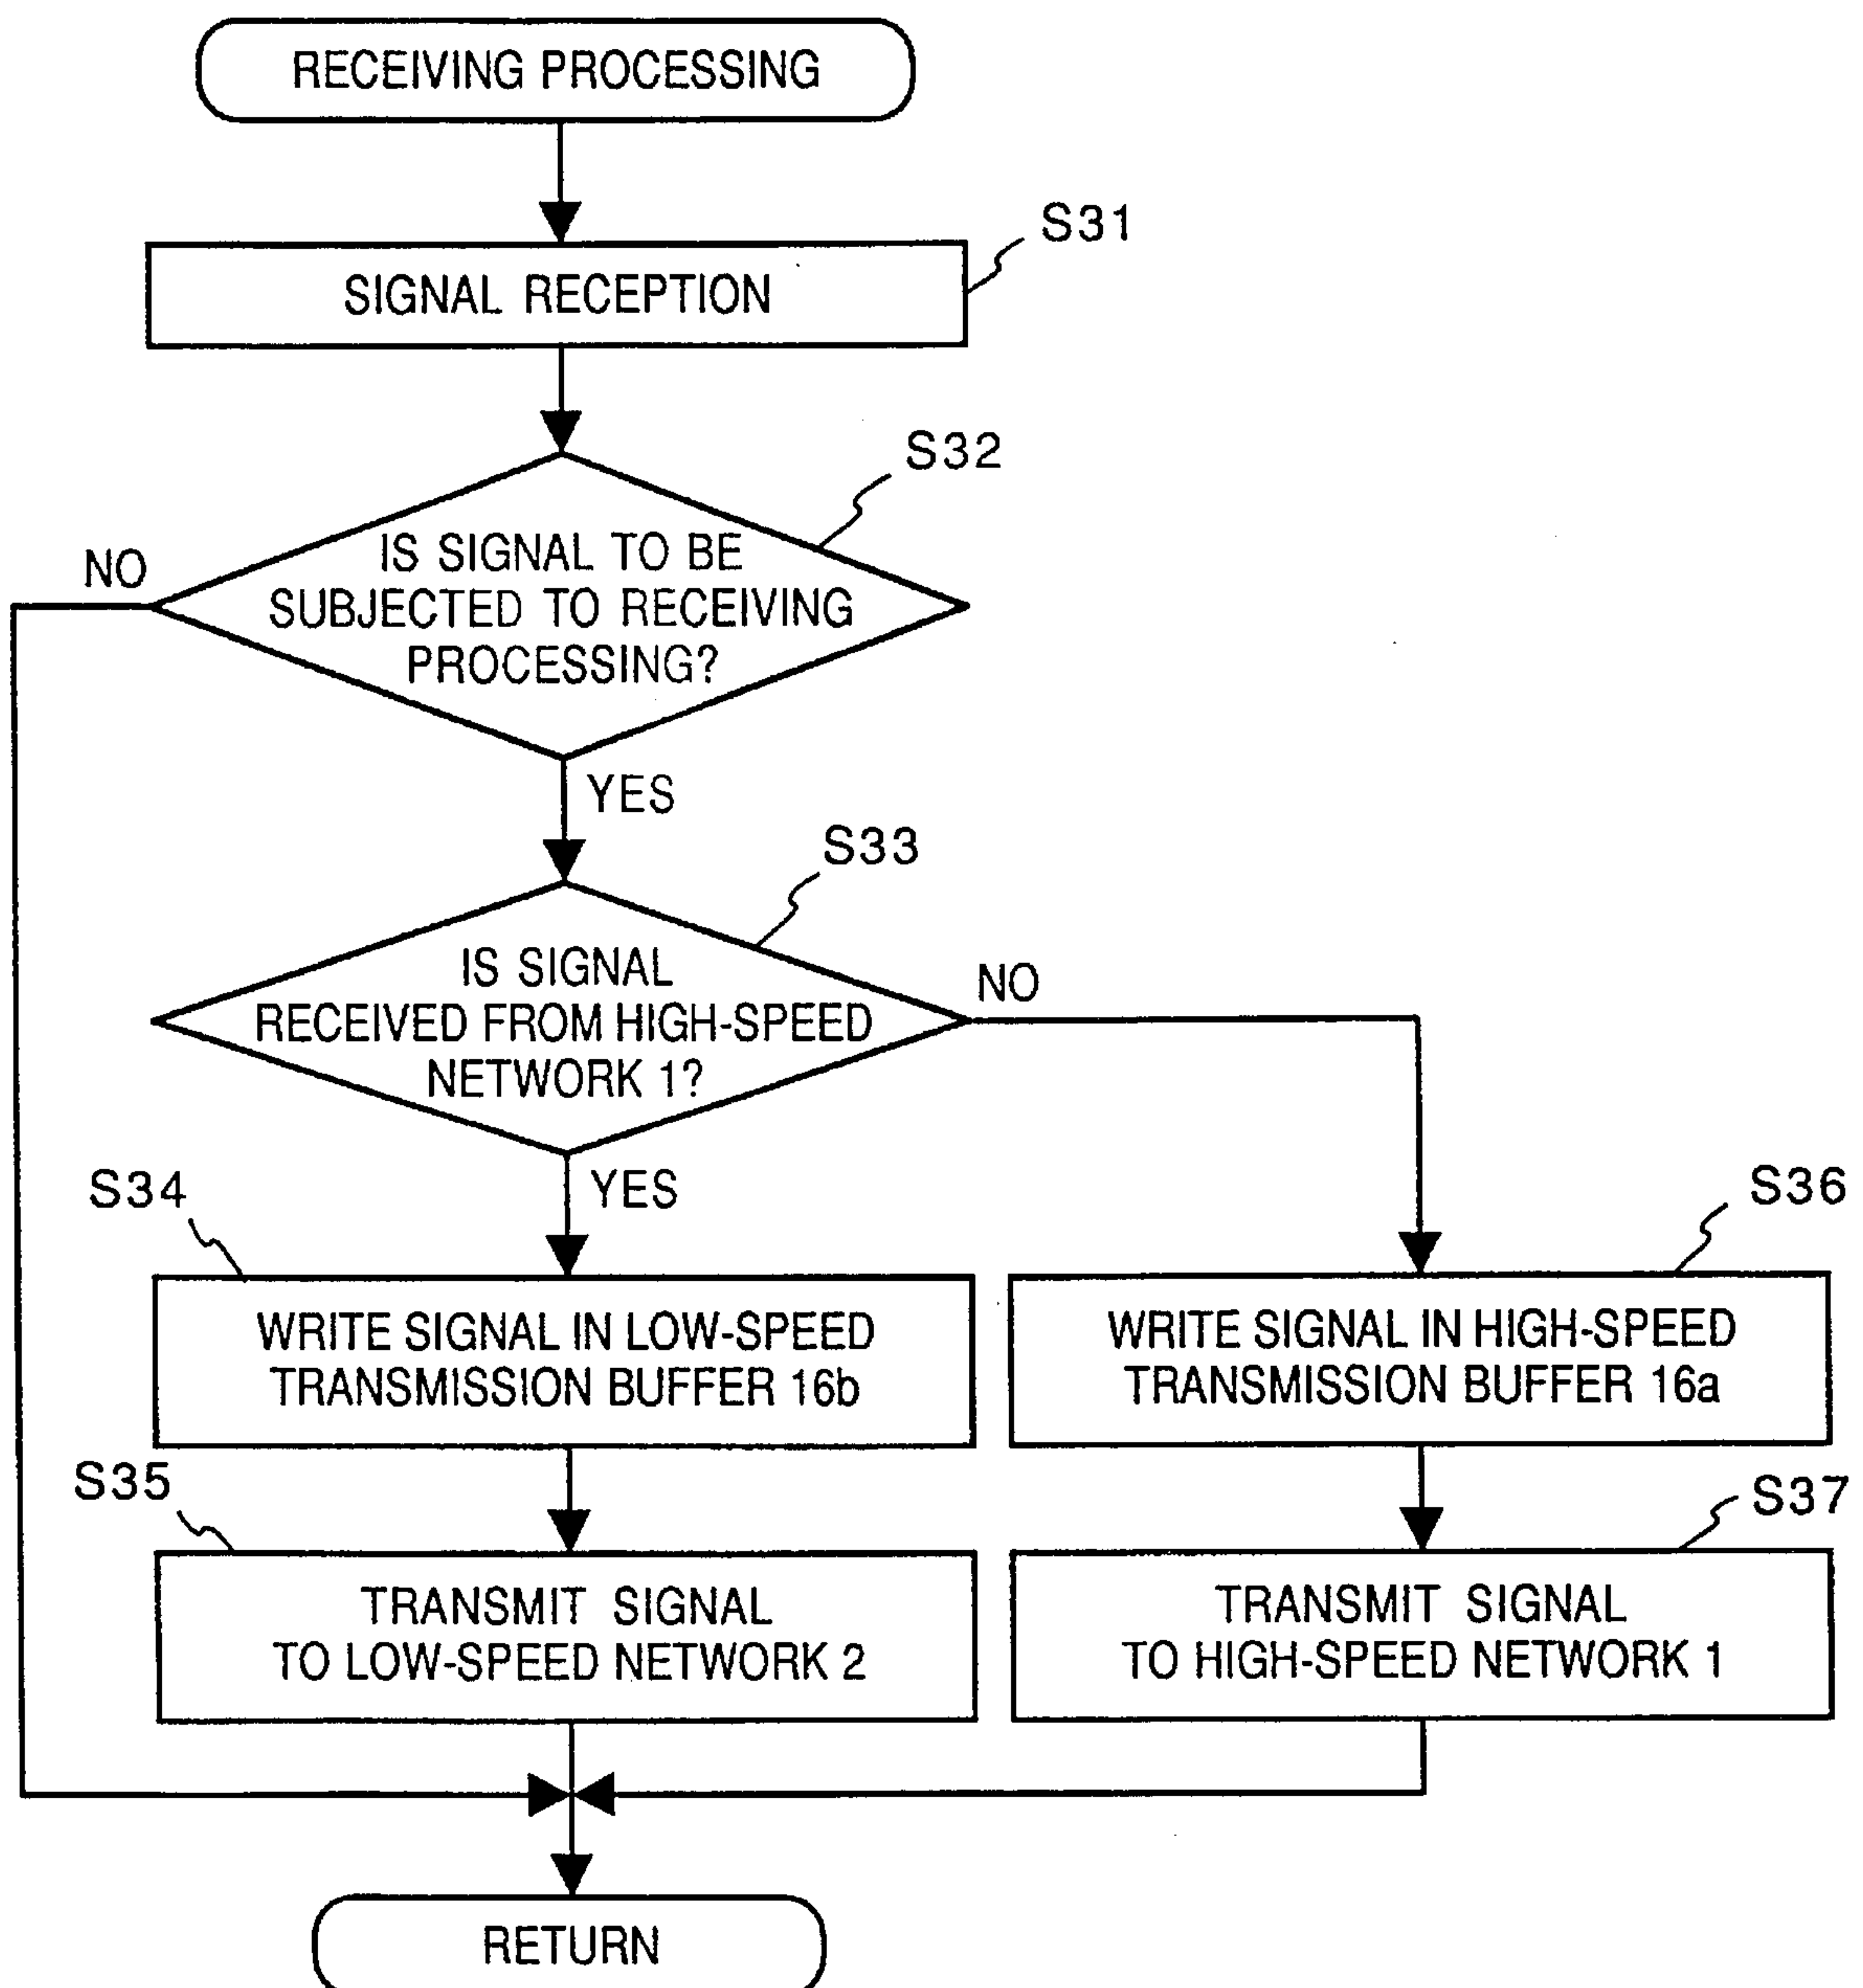 RECEIVING PROCESSING
S31
SIGNAL RECEPTION
S32
IS SIGNAL TO BE
SUBJECTED TO RECEIVING
PROCESSING?
NO
YES
S33
IS SIGNAL
RECEIVED FROM HIGH-SPEED
NETWORK 1?
NO
YES
S34
WRITE SIGNAL IN LOW-SPEED
TRANSMISSION BUFFER 16b
S36
WRITE SIGNAL IN HIGH-SPEED
TRANSMISSION BUFFER 16a
S35
TRANSMIT SIGNAL
TO LOW-SPEED NETWORK 2
S37
TRANSMIT SIGNAL
TO HIGH-SPEED NETWORK 1
RETURN